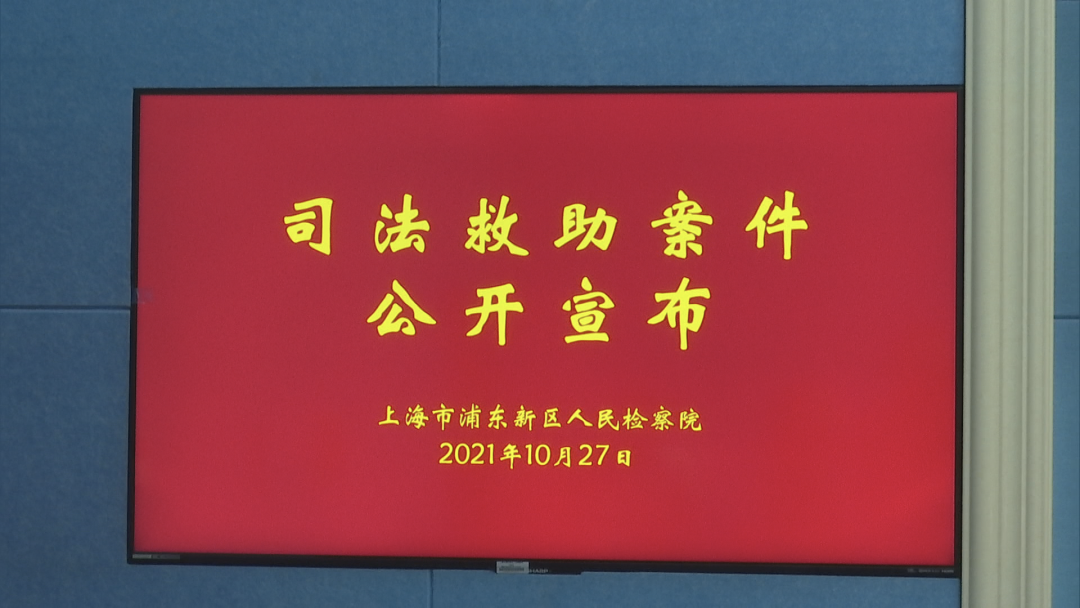 司法救助案件
公开宣布
上海市浦东新区人民检察院
2021年10月27日